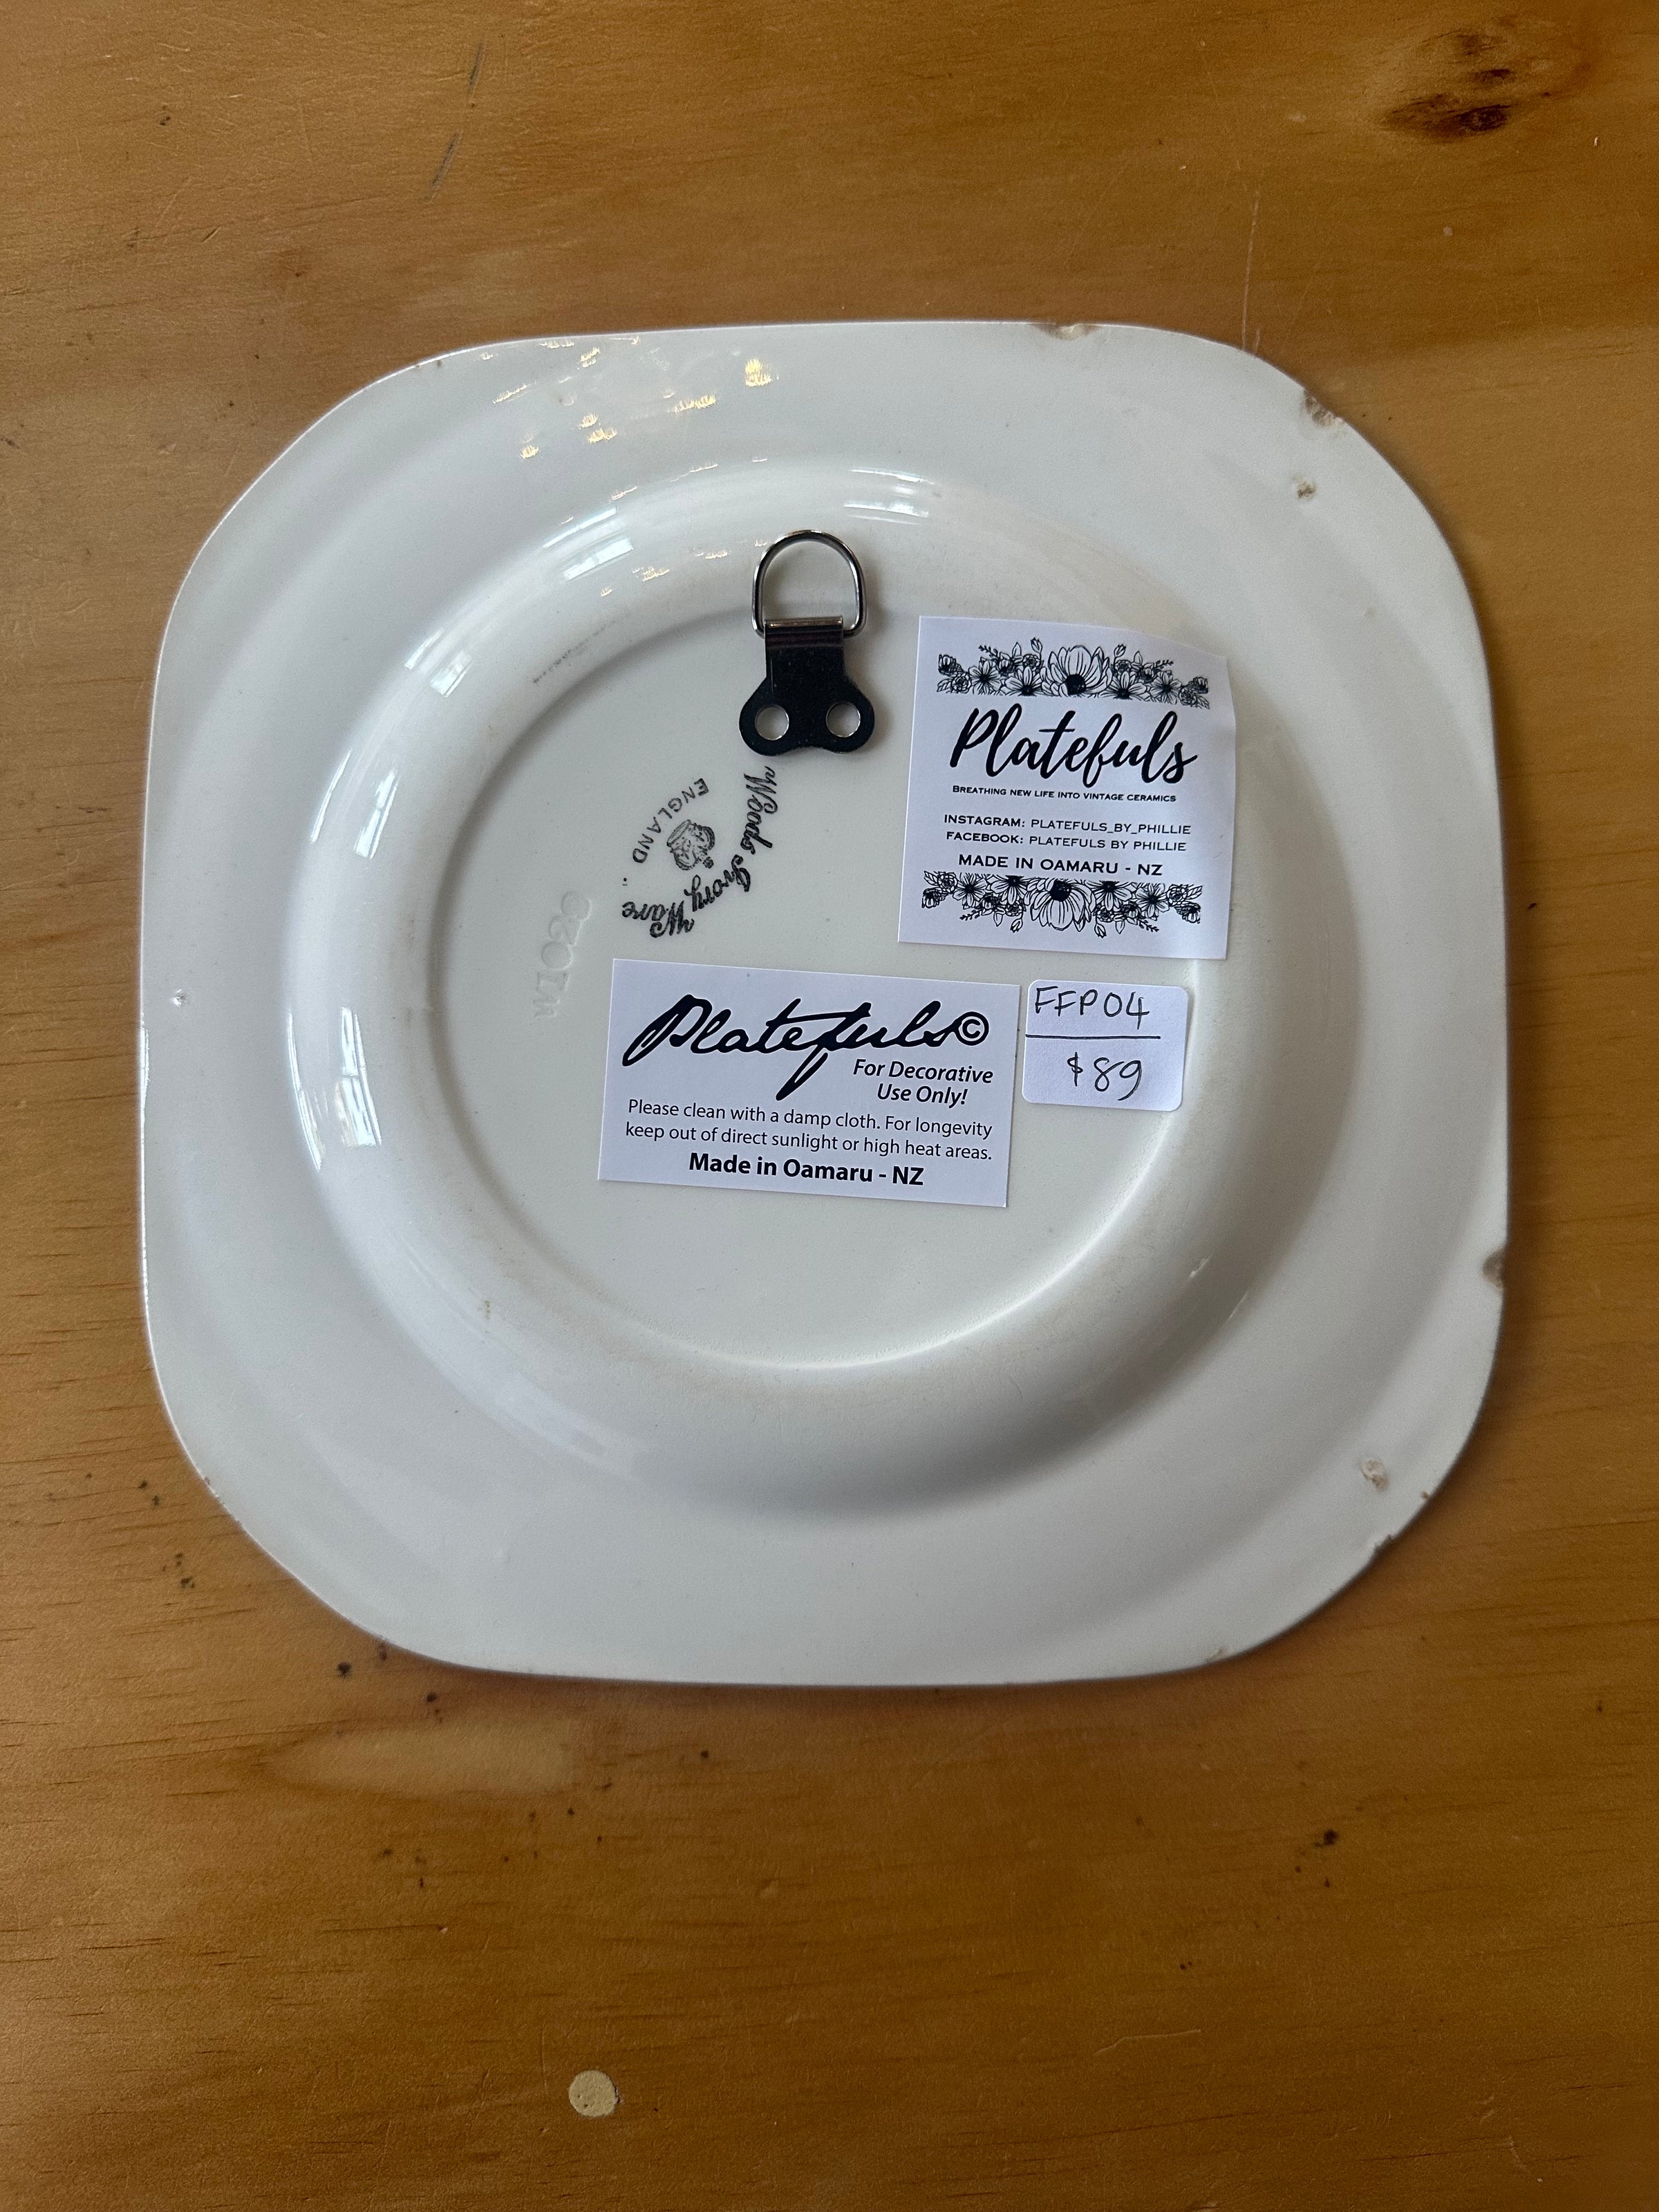 Woods Ivory Ware
ENGLAND
Platefuls
BREATHING NEW LIFE INTO VINTAGE CERAMICS
INSTAGRAM: PLATEFULS_BY_PHILLIE
FACEBOOK: PLATEFULS BY PHILLIE
MADE IN OAMARU - NZ
Platefuls©
For Decorative
Use Only!
Please clean with a damp cloth. For longevity
keep out of direct sunlight or high heat areas.
Made in Oamaru - NZ
FFP04
$89